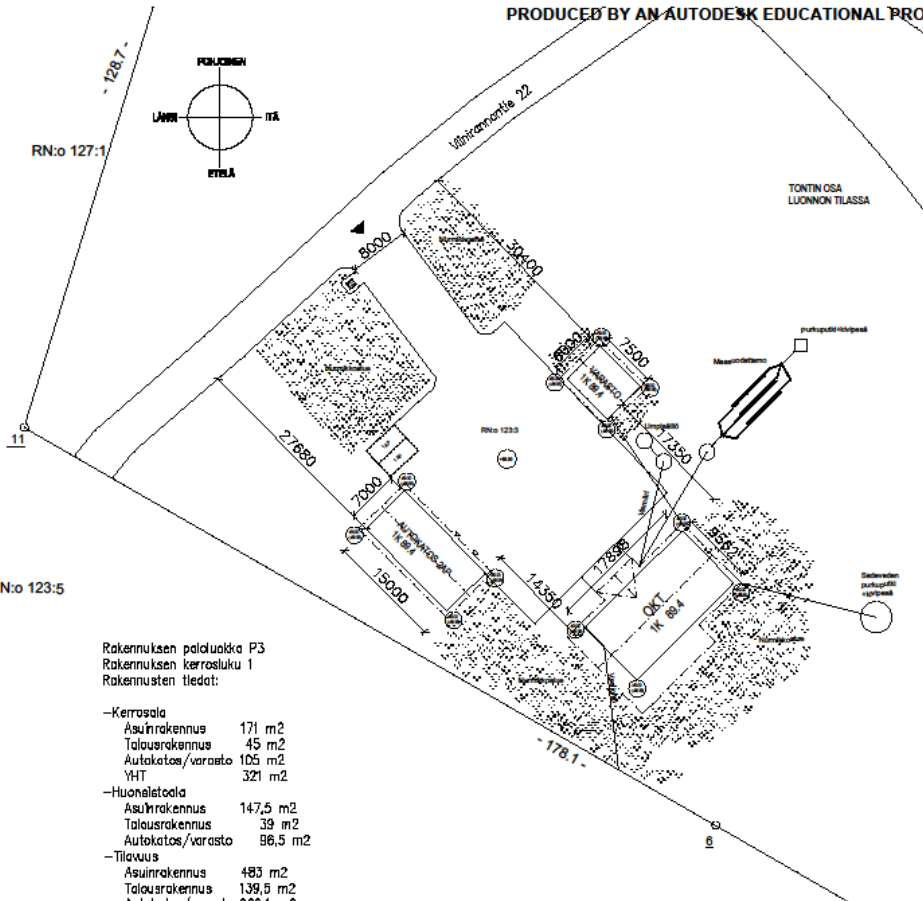 PRODUCED BY AN AUTODESK EDUCATIONAL PRO
- 128.7 -
POHJOINEN
LÄNSI
ITÄ
ETELÄ
RN:o 127:1
Viinirannantie 22
TONTIN OSA
LUONNON TILASSA
8000
30400
Nurmikkoalue
purkuputki+kivipesä
7500
VARASTO
1K 89.4
Umpisäiliö
RN:o 123:3
17350
11
27680
7000
AUTOKATOS 2AP.
1K 89.4
15000
14350
17898
9562
OKT
1K 89.4
Sadeveden
purkuputki
+kivipesä
N:o 123:5
- 178.1 -
6
Rakennuksen paloluokka P3
Rakennuksen kerrosluku 1
Rakennusten tiedot:
-Kerrosala
Asuinrakennus 171 m2
Talousrakennus 45 m2
Autokatos/varasto 105 m2
YHT 321 m2
-Huoneistoala
Asuinrakennus 147,5 m2
Talousrakennus 39 m2
Autokatos/varasto 96,5 m2
-Tilavuus
Asuinrakennus 483 m2
Talousrakennus 139,5 m2